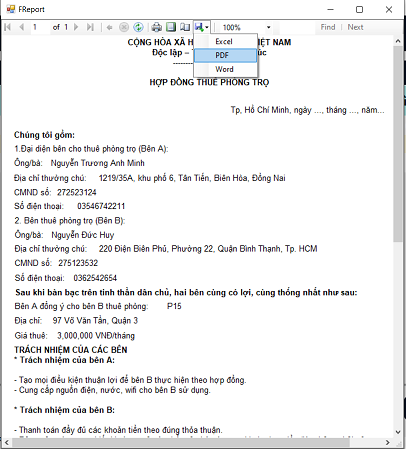 FReport
1 of 1 100% Find | Next
Excel
PDF
Word
CỘNG HÒA XÃ H VIỆT NAM
Độc lập – úc
HỢP ĐỒNG THUÊ PHÒNG TRỌ
Tp, Hồ Chí Minh, ngày ..., tháng ..., năm...
Chúng tôi gồm:
1.Đại diện bên cho thuê phòng trọ (Bên A):
Ông/bà: Nguyễn Trương Anh Minh
Địa chỉ thường chú: 1219/35A, khu phố 6, Tân Tiến, Biên Hòa, Đồng Nai
CMND số: 272523124
Số điện thoại: 03546742211
2. Bên thuê phòng trọ (Bên B):
Ông/bà: Nguyễn Đức Huy
Địa chỉ thường chú: 220 Điện Biên Phủ, Phường 22, Quận Bình Thạnh, Tp. HCM
CMND số: 275123532
Số điện thoại: 0362542654
Sau khi bàn bạc trên tinh thần dân chủ, hai bên cùng có lợi, cùng thống nhất như sau:
Bên A đồng ý cho bên B thuê phòng: P15
Địa chỉ: 97 Võ Văn Tần, Quận 3
Giá thuê: 3,000,000 VNĐ/tháng
TRÁCH NHIỆM CỦA CÁC BÊN
* Trách nhiệm của bên A:
- Tạo mọi điều kiện thuận lợi để bên B thực hiện theo hợp đồng.
- Cung cấp nguồn điện, nước, wifi cho bên B sử dụng.
* Trách nhiệm của bên B:
- Thanh toán đầy đủ các khoản tiền theo đúng thỏa thuận.